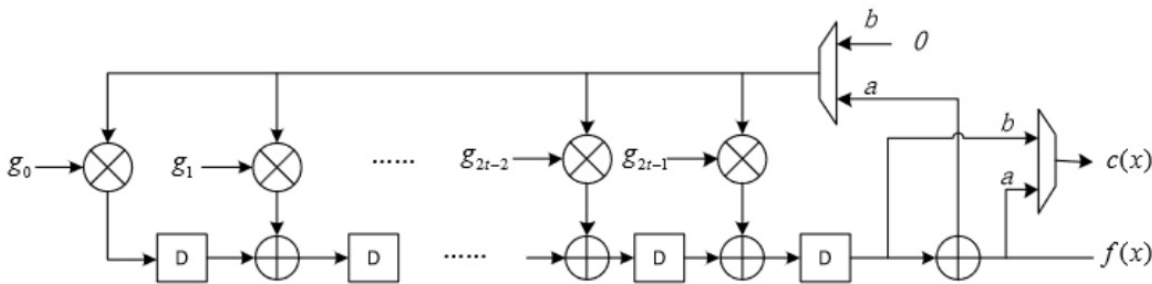 b
0
a
b
g₀
g₁
......
g₂ₜ₋₂
g₂ₜ₋₁
c(x)
a
D
D
......
D
D
f(x)